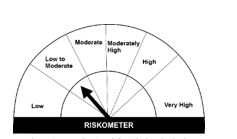 Moderate
Moderately
High
Low to
Moderate
High
Low
Very High
RISKOMETER